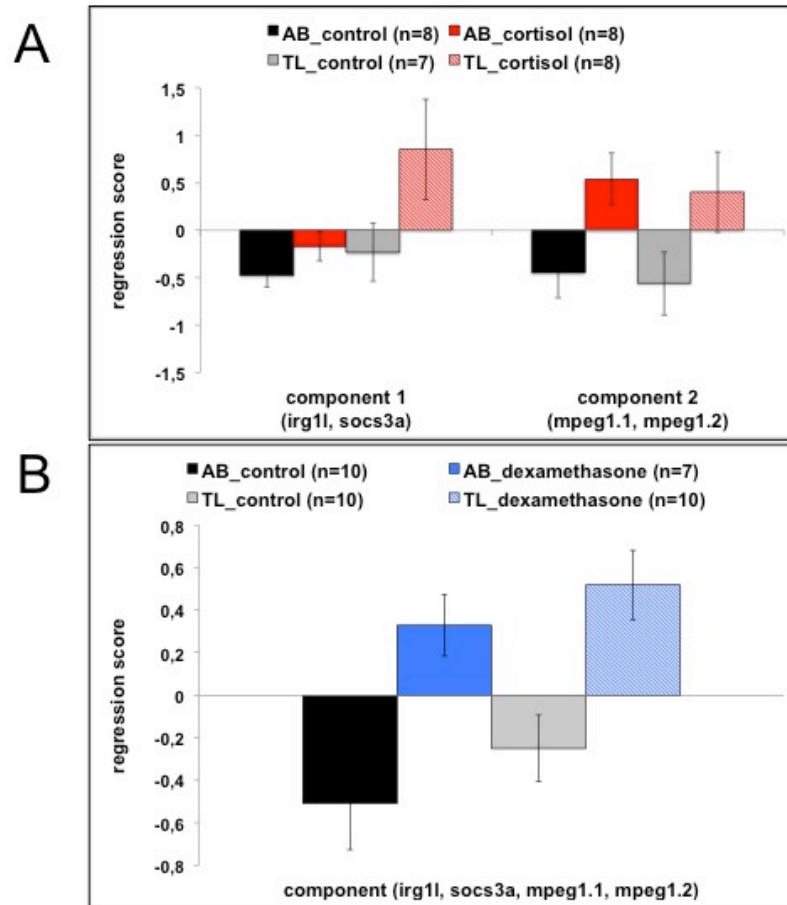 A
AB_control (n=8) AB_cortisol (n=8)
TL_control (n=7) TL_cortisol (n=8)
1,5
1
0,5
0
-0,5
-1
-1,5
regression score
component 1 component 2
(irg1l, socs3a) (mpeg1.1, mpeg1.2)
B
AB_control (n=10) AB_dexamethasone (n=7)
TL_control (n=10) TL_dexamethasone (n=10)
0,8
0,6
0,4
0,2
0
-0,2
-0,4
-0,6
-0,8
regression score
component (irg1l, socs3a, mpeg1.1, mpeg1.2)